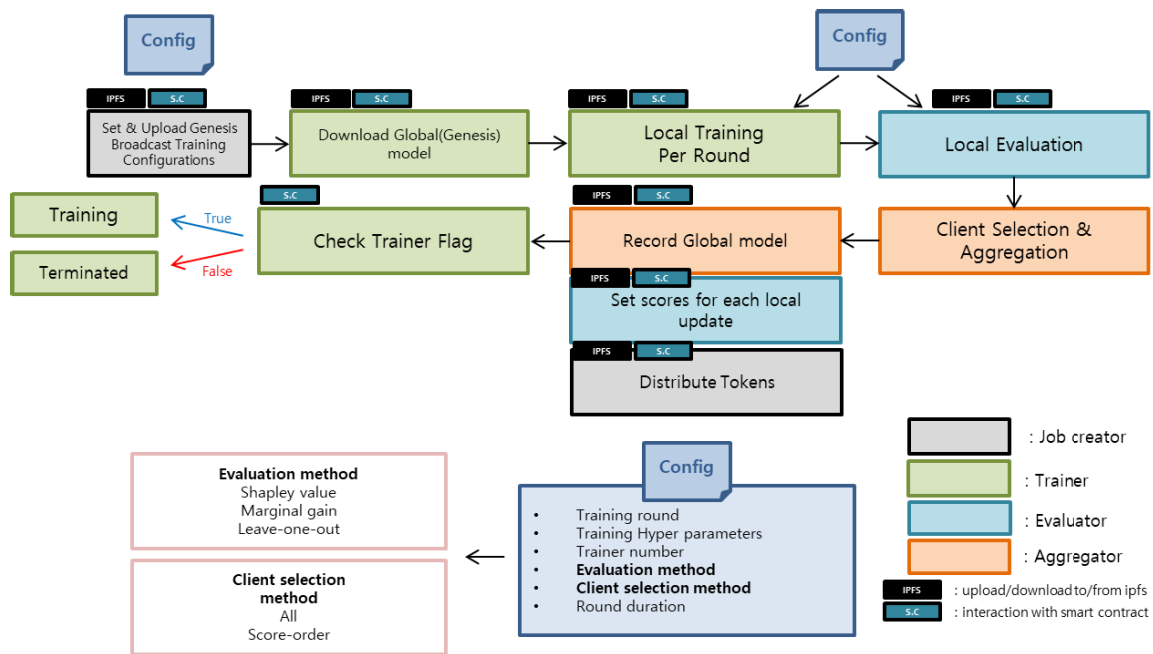 Config
Config
IPFS
S.C
IPFS
S.C
IPFS
S.C
IPFS
S.C
Set & Upload Genesis
Broadcast Training
Configurations
Download Global(Genesis)
model
Local Training
Per Round
Local Evaluation
S.C
IPFS
S.C
Training
True
Terminated
False
Check Trainer Flag
Record Global model
Client Selection &
Aggregation
IPFS
S.C
Set scores for each local
update
IPFS
S.C
Distribute Tokens
: Job creator
: Trainer
: Evaluator
: Aggregator
IPFS
: upload/download to/from ipfs
S.C
: interaction with smart contract
Evaluation method
Shapley value
Marginal gain
Leave-one-out
Client selection
method
All
Score-order
Config
• Training round
• Training Hyper parameters
• Trainer number
• Evaluation method
• Client selection method
• Round duration